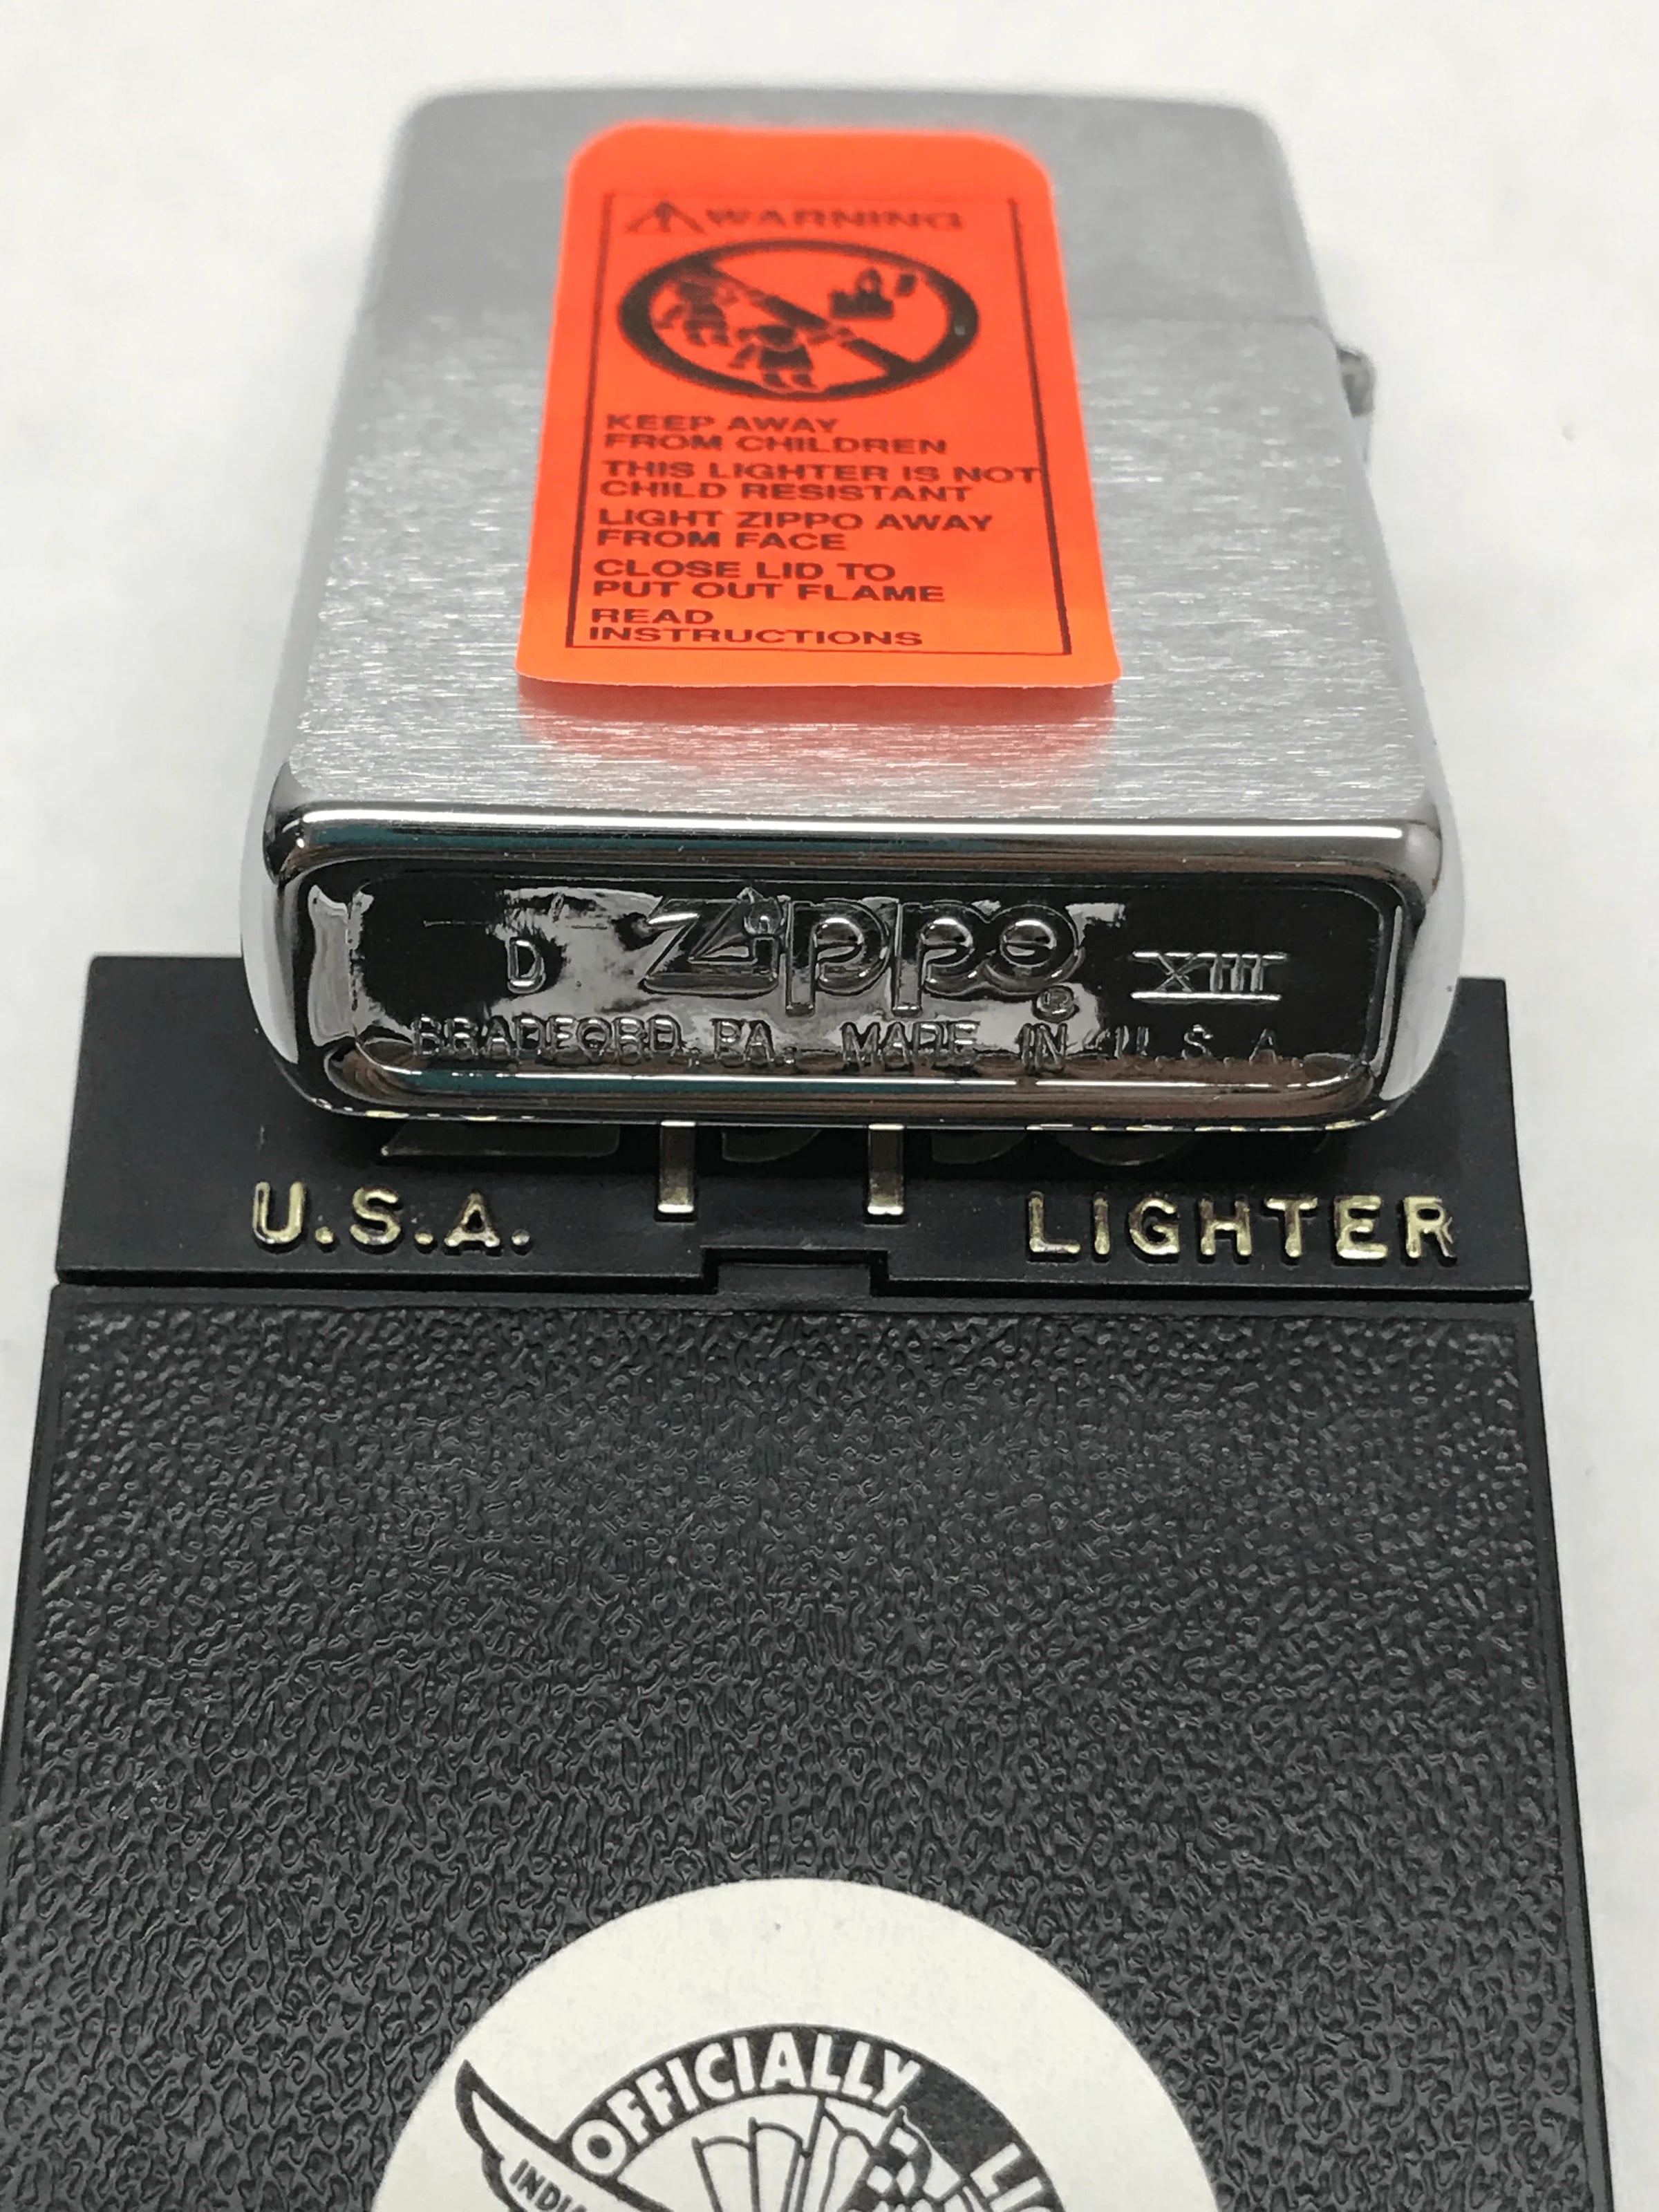 WARNING
KEEP AWAY
FROM CHILDREN
THIS LIGHTER IS NOT
CHILD RESISTANT
LIGHT ZIPPO AWAY
FROM FACE
CLOSE LID TO
PUT OUT FLAME
READ
INSTRUCTIONS
D Zippo® XIII
BRADFORD, PA. MADE IN U.S.A.
U.S.A. LIGHTER
OFFICIALLY